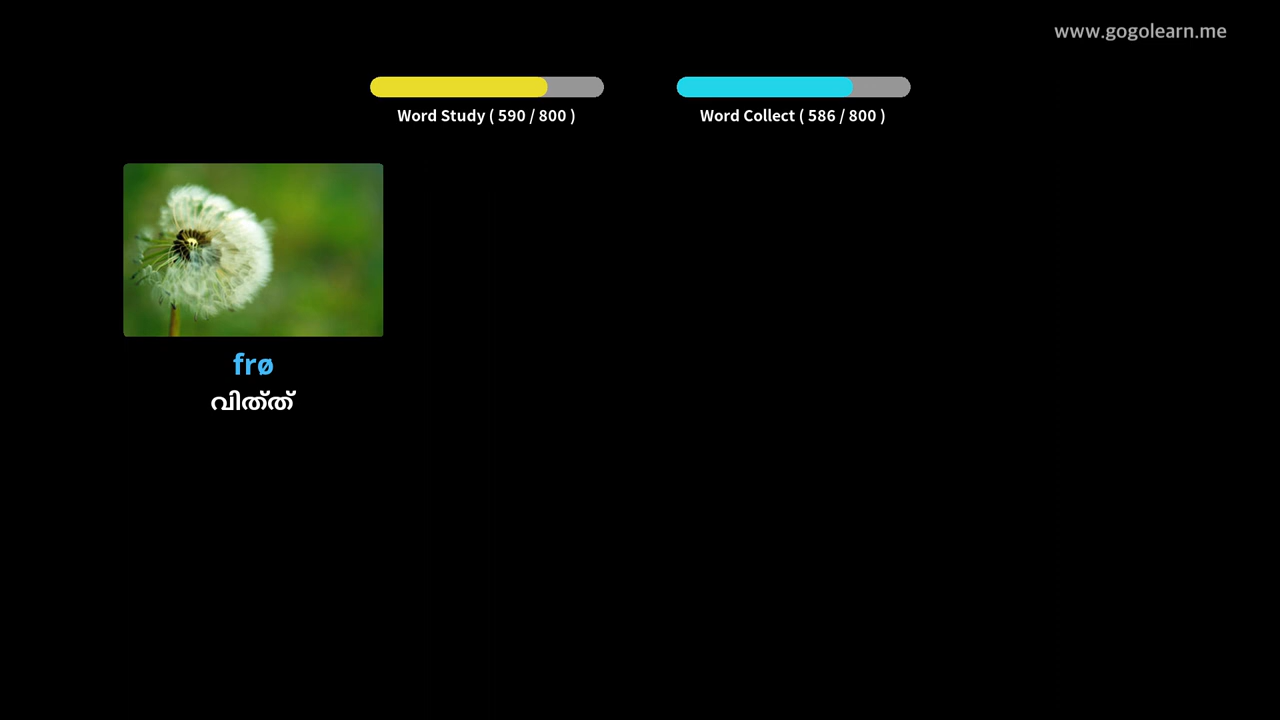 www.gogolearn.me
Word Study ( 590 / 800 )
Word Collect ( 586 / 800 )
frø
വിത്ത്